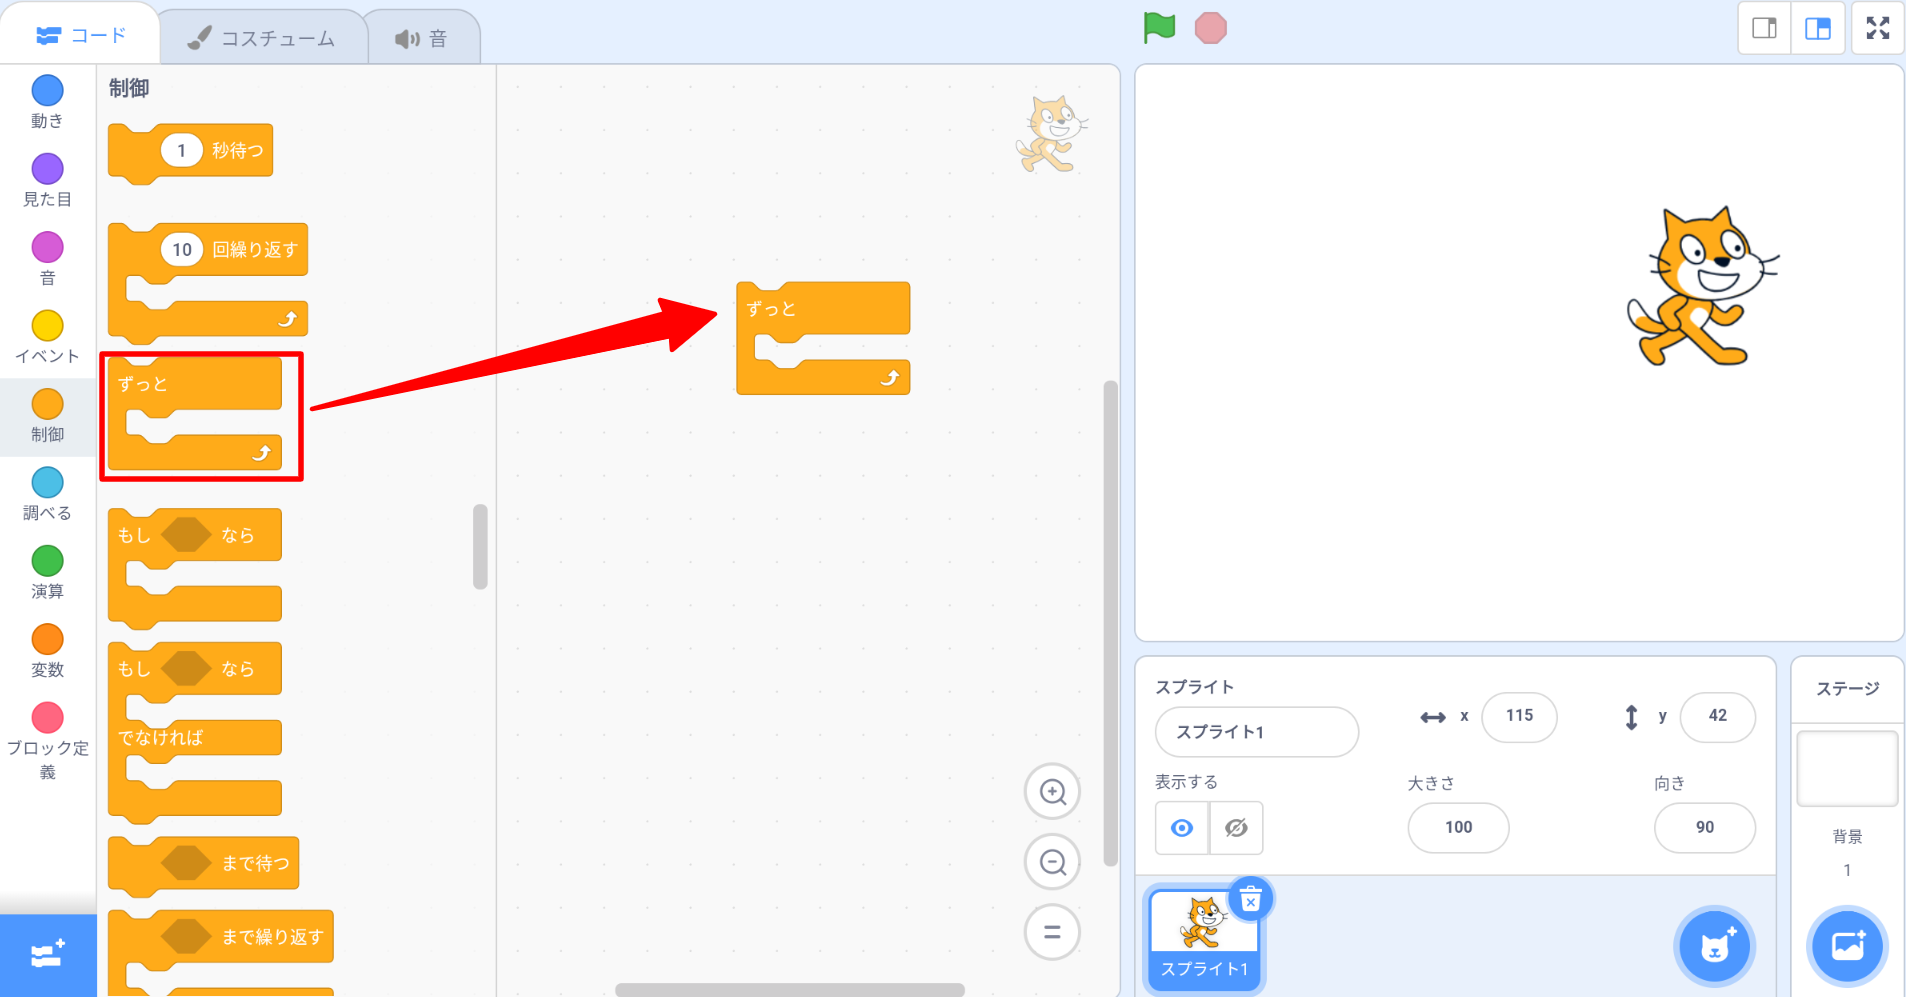 コード
コスチューム
音
動き
見た目
音
イベント
制御
調べる
演算
変数
ブロック定
義
制御
1 秒待つ
10 回繰り返す
ずっと
もし なら
もし なら
でなければ
まで待つ
まで繰り返す
ずっと
スプライト
スプライト1
x 115
y 42
表示する
大きさ
100
向き
90
スプライト1
ステージ
背景
1